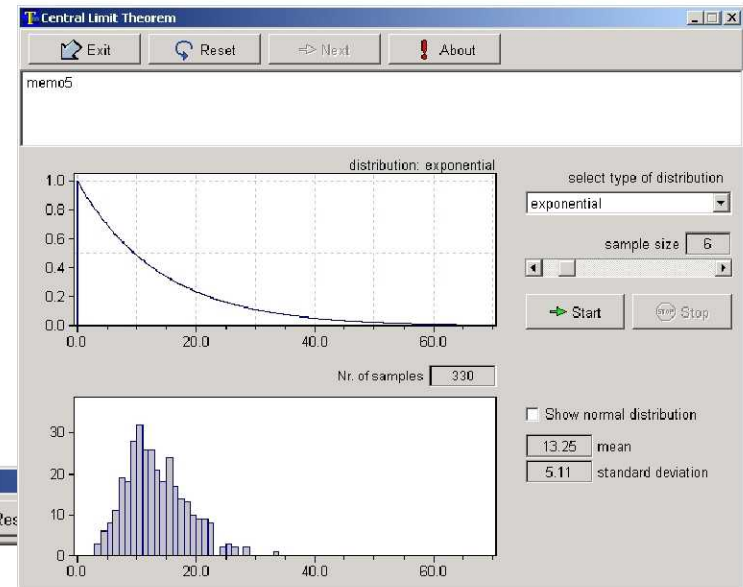 Central Limit Theorem
Exit Reset Next About
memo5
distribution: exponential
1.0
0.8
0.6
0.4
0.2
0.0
0.0 20.0 40.0 60.0
select type of distribution
exponential
sample size 6
Start STOP Stop
Nr. of samples 330
30
20
10
0
0.0 20.0 40.0 60.0
Show normal distribution
13.25 mean
5.11 standard deviation
Res